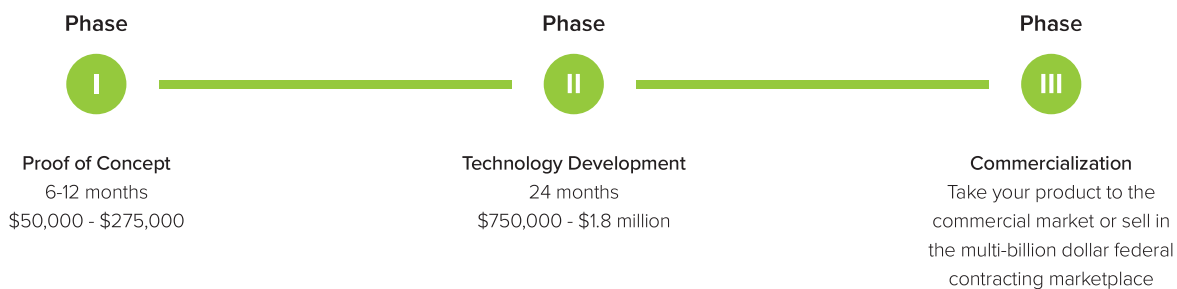 Phase
I
Proof of Concept
6-12 months
$50,000 - $275,000
Phase
II
Technology Development
24 months
$750,000 - $1.8 million
Phase
III
Commercialization
Take your product to the
commercial market or sell in
the multi-billion dollar federal
contracting marketplace